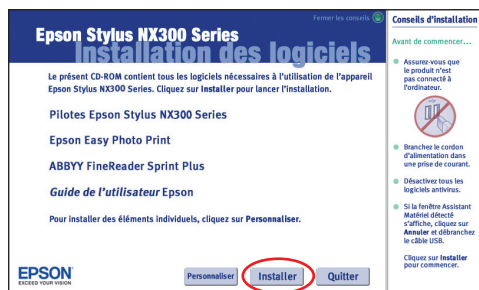 Fermer les conseils
Epson Stylus NX300 Series
Installation des logiciels
Le présent CD-ROM contient tous les logiciels nécessaires à l'utilisation de l'appareil
Epson Stylus NX300 Series. Cliquez sur Installer pour lancer l'installation.
Pilotes Epson Stylus NX300 Series
Epson Easy Photo Print
ABBYY FineReader Sprint Plus
Guide de l'utilisateur Epson
Pour installer des éléments individuels, cliquez sur Personnaliser.
EPSON
EXCEED YOUR VISION
Personnaliser
Installer
Quitter
Conseils d'installation
Avant de commencer...
Assurez-vous que
le produit n'est
pas connecté à
l'ordinateur.
Branchez le cordon
d'alimentation dans
une prise de courant.
Désactivez tous les
logiciels antivirus.
Si la fenêtre Assistant
Matériel détecté
s'affiche, cliquez sur
Annuler et débranchez
le câble USB.
Cliquez sur Installer
pour commencer.